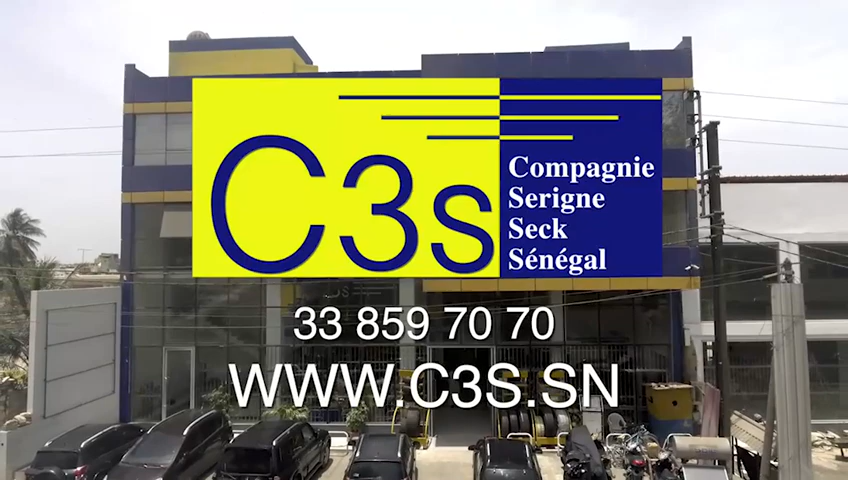 C3s
Compagnie
Serigne
Seck
Sénégal
33 859 70 70
WWW.C3S.SN